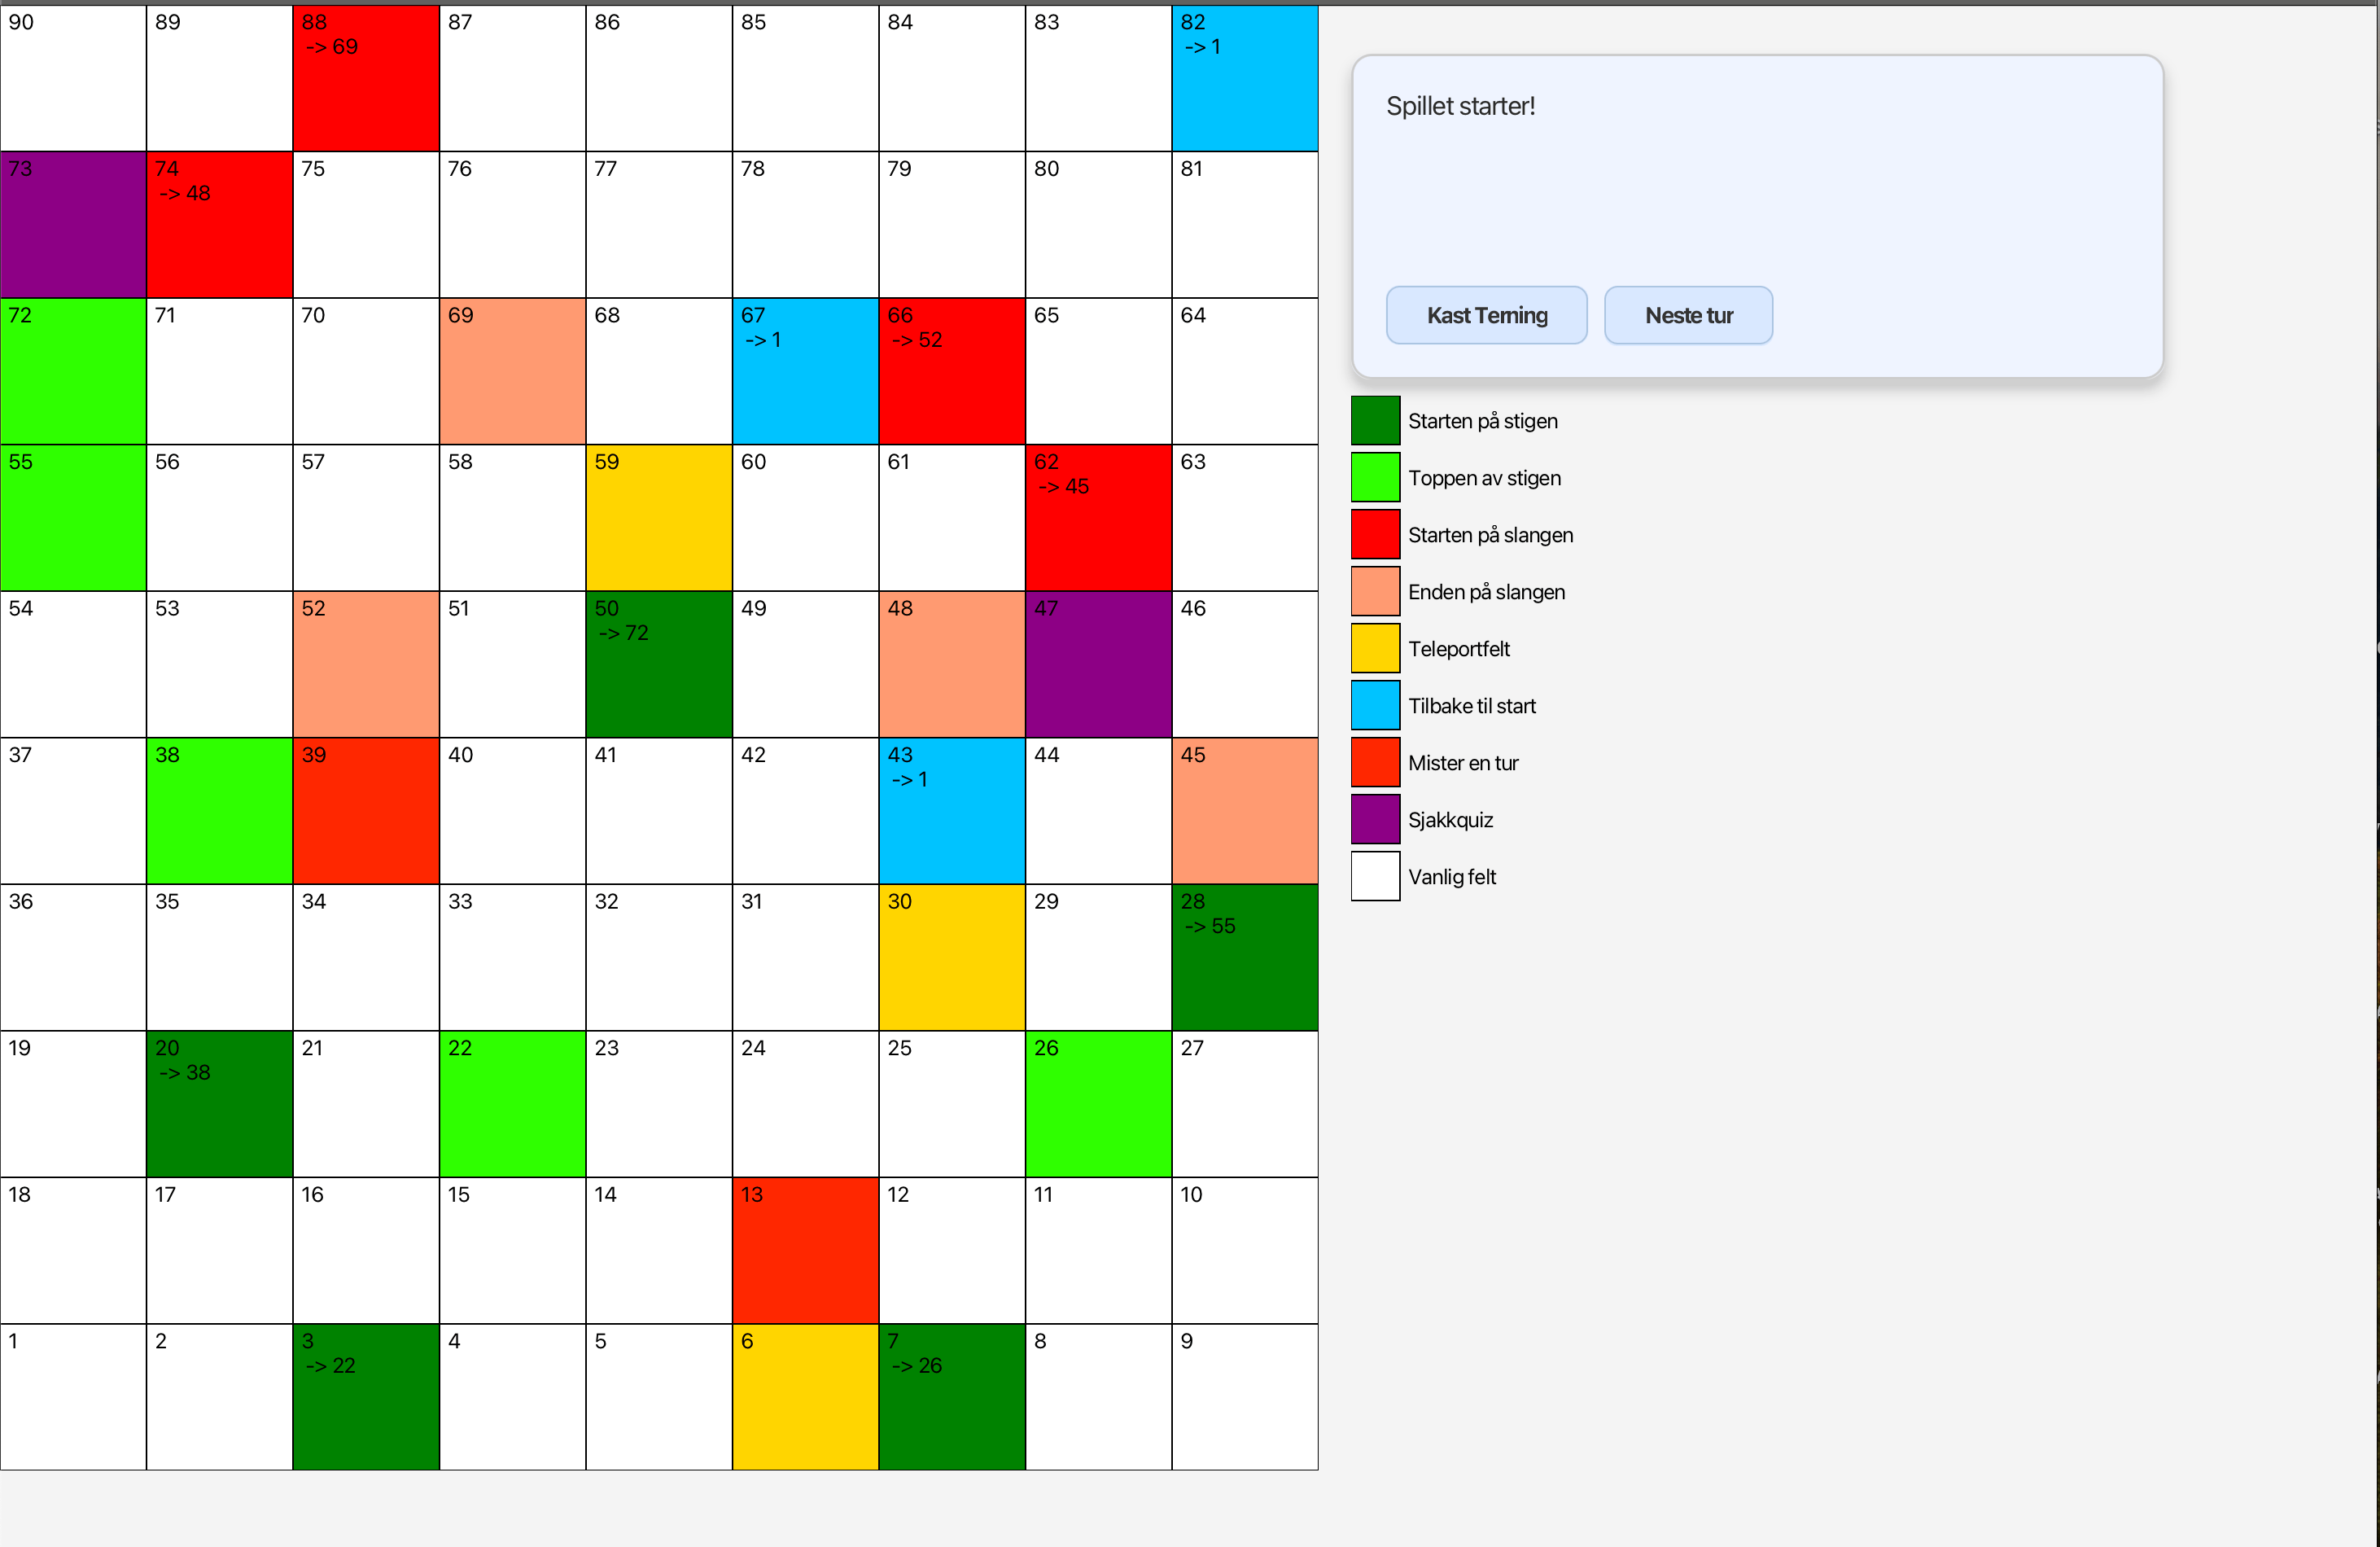 90 89 88 87 86 85 84 83 82
-> 69 -> 1
73 74 75 76 77 78 79 80 81
-> 48
72 71 70 69 68 67 66 65 64
-> 1 -> 52
55 56 57 58 59 60 61 62 63
-> 45
54 53 52 51 50 49 48 47 46
-> 72
37 38 39 40 41 42 43 44 45
-> 1
36 35 34 33 32 31 30 29 28
-> 55
19 20 21 22 23 24 25 26 27
-> 38
18 17 16 15 14 13 12 11 10
1 2 3 4 5 6 7 8 9
-> 22 -> 26
Spillet starter!
Kast Terning Neste tur
Starten på stigen
Toppen av stigen
Starten på slangen
Enden på slangen
Teleportfelt
Tilbake til start
Mister en tur
Sjakkquiz
Vanlig felt